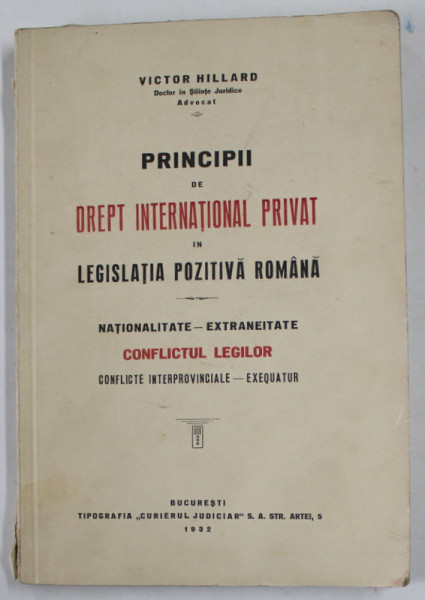 VICTOR HILLARD
Doctor în Științe Juridice
Advocat
PRINCIPII
DE
DREPT INTERNAȚIONAL PRIVAT
IN
LEGISLAȚIA POZITIVĂ ROMÂNĂ
NAȚIONALITATE — EXTRANEITATE
CONFLICTUL LEGILOR
CONFLICTE INTERPROVINCIALE — EXEQUATUR
BUCUREȘTI
TIPOGRAFIA „CURIERUL JUDICIAR" S. A. STR. ARTEI, 5
1932